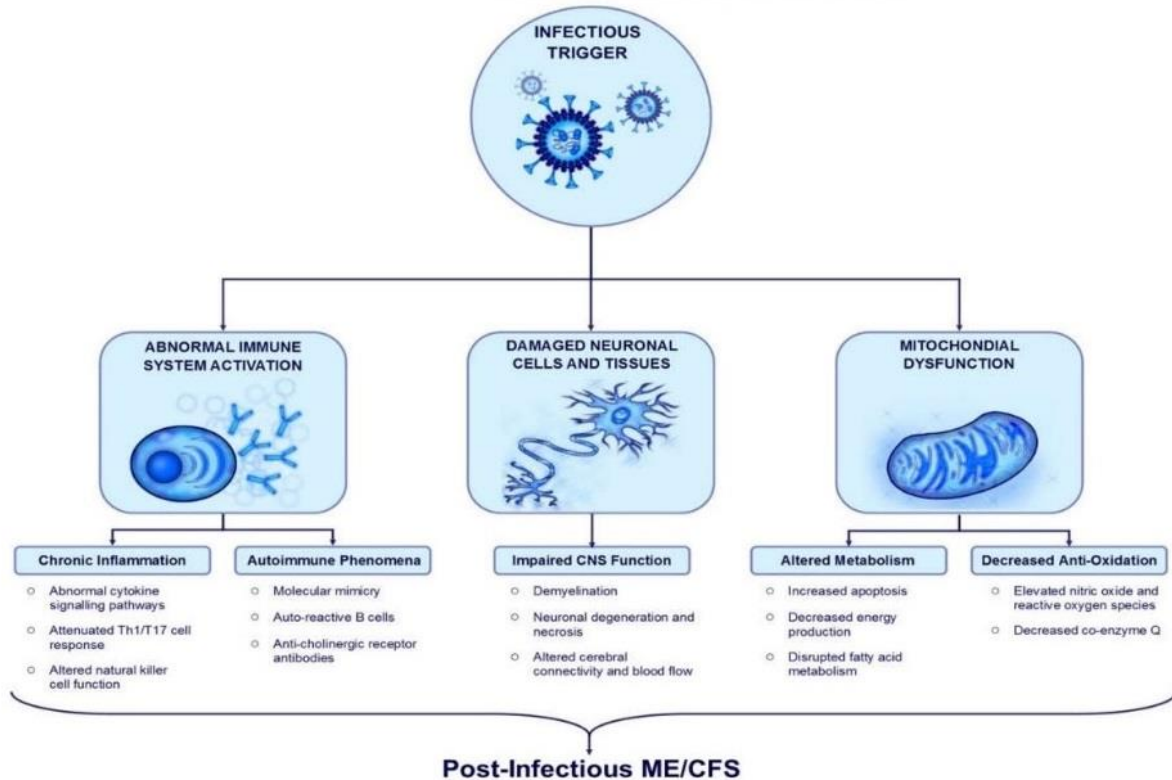 INFECTIOUS
TRIGGER
ABNORMAL IMMUNE
SYSTEM ACTIVATION
DAMAGED NEURONAL
CELLS AND TISSUES
MITOCHONDIAL
DYSFUNCTION
Chronic Inflammation
Abnormal cytokine
signalling pathways
Attenuated Th1/T17 cell
response
Altered natural killer
cell function
Autoimmune Phenomena
Molecular mimicry
Auto-reactive B cells
Anti-cholinergic receptor
antibodies
Impaired CNS Function
Demyelination
Neuronal degeneration and
necrosis
Altered cerebral
connectivity and blood flow
Altered Metabolism
Increased apoptosis
Decreased energy
production
Disrupted fatty acid
metabolism
Decreased Anti-Oxidation
Elevated nitric oxide and
reactive oxygen species
Decreased co-enzyme Q
Post-Infectious ME/CFS